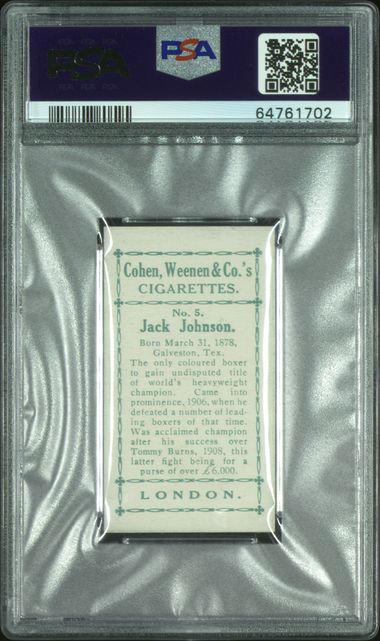 PSA
PSA
64761702
Cohen, Weenen & Co.'s
CIGARETTES.
No. 5.
Jack Johnson.
Born March 31, 1878,
Galveston, Tex.
The only coloured boxer
to gain undisputed title
of world's heavyweight
champion. Came into
prominence, 1906, when he
defeated a number of lead-
ing boxers of that time.
Was acclaimed champion
after his success over
Tommy Burns, 1908, this
latter fight being for a
purse of over £6,000.
LONDON.